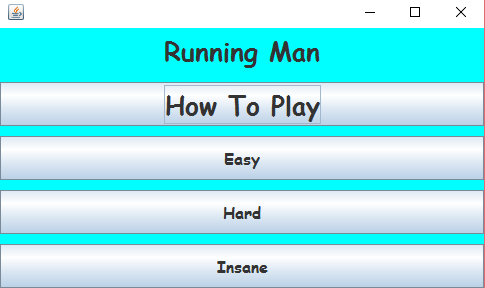 Running Man
How To Play
Easy
Hard
Insane